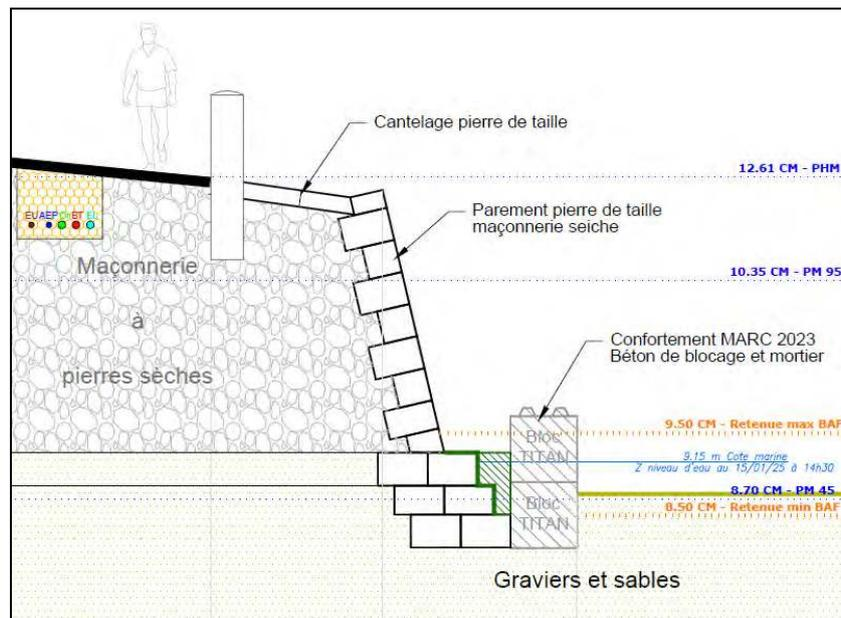 Cantelage pierre de taille
12.61 CM - PHM
Parement pierre de taille
maçonnerie seiche
EU AEP BT
Maçonnerie
à
pierres sèches
10.35 CM - PM 95
Confortement MARC 2023
Béton de blocage et mortier
9.50 CM - Retenue max BAF
Bloc
TITAN
9.15 m Cote marine
Z niveau d'eau au 15/01/25 à 14h30
8.70 CM - PM 45
Bloc
TITAN
8.50 CM - Retenue min BAF
Graviers et sables